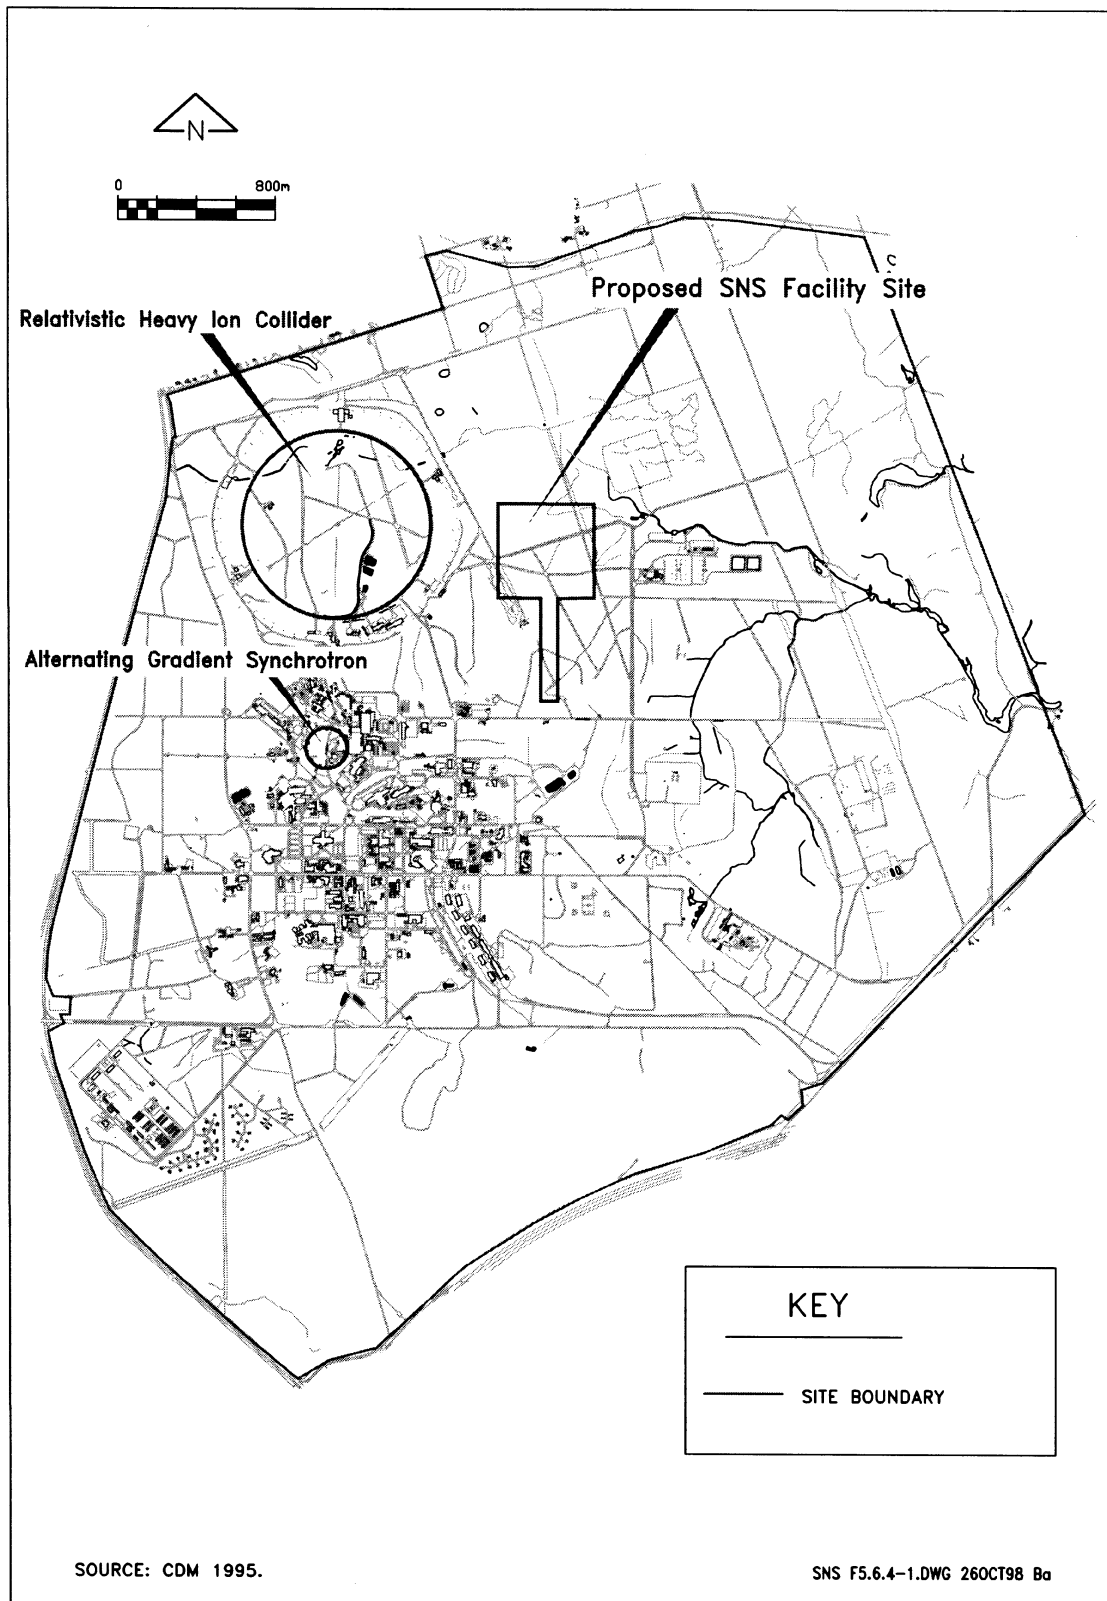 N
0 800m
Proposed SNS Facility Site
Relativistic Heavy Ion Collider
Alternating Gradient Synchrotron
KEY
SITE BOUNDARY
SOURCE: CDM 1995.
SNS F5.6.4-1.DWG 26OCT98 Ba